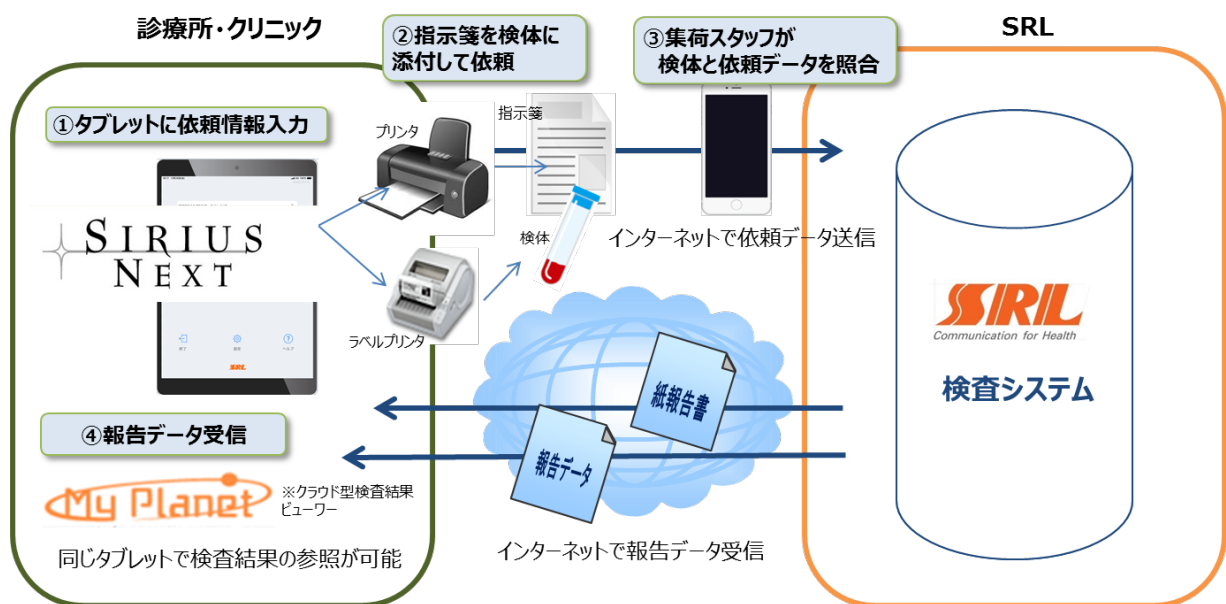 診療所・クリニック
②指示箋を検体に
添付して依頼
③集荷スタッフが
検体と依頼データを照合
SRL
①タブレットに依頼情報入力
プリンタ
指示箋
SIRIUS
NEXT
検体
インターネットで依頼データ送信
ラベルプリンタ
終了
設定
ヘルプ
SRL
SRL
Communication for Health
検査システム
紙報告書
報告データ
④報告データ受信
My Planet
※クラウド型検査結果
ビューワー
同じタブレットで検査結果の参照が可能
インターネットで報告データ受信